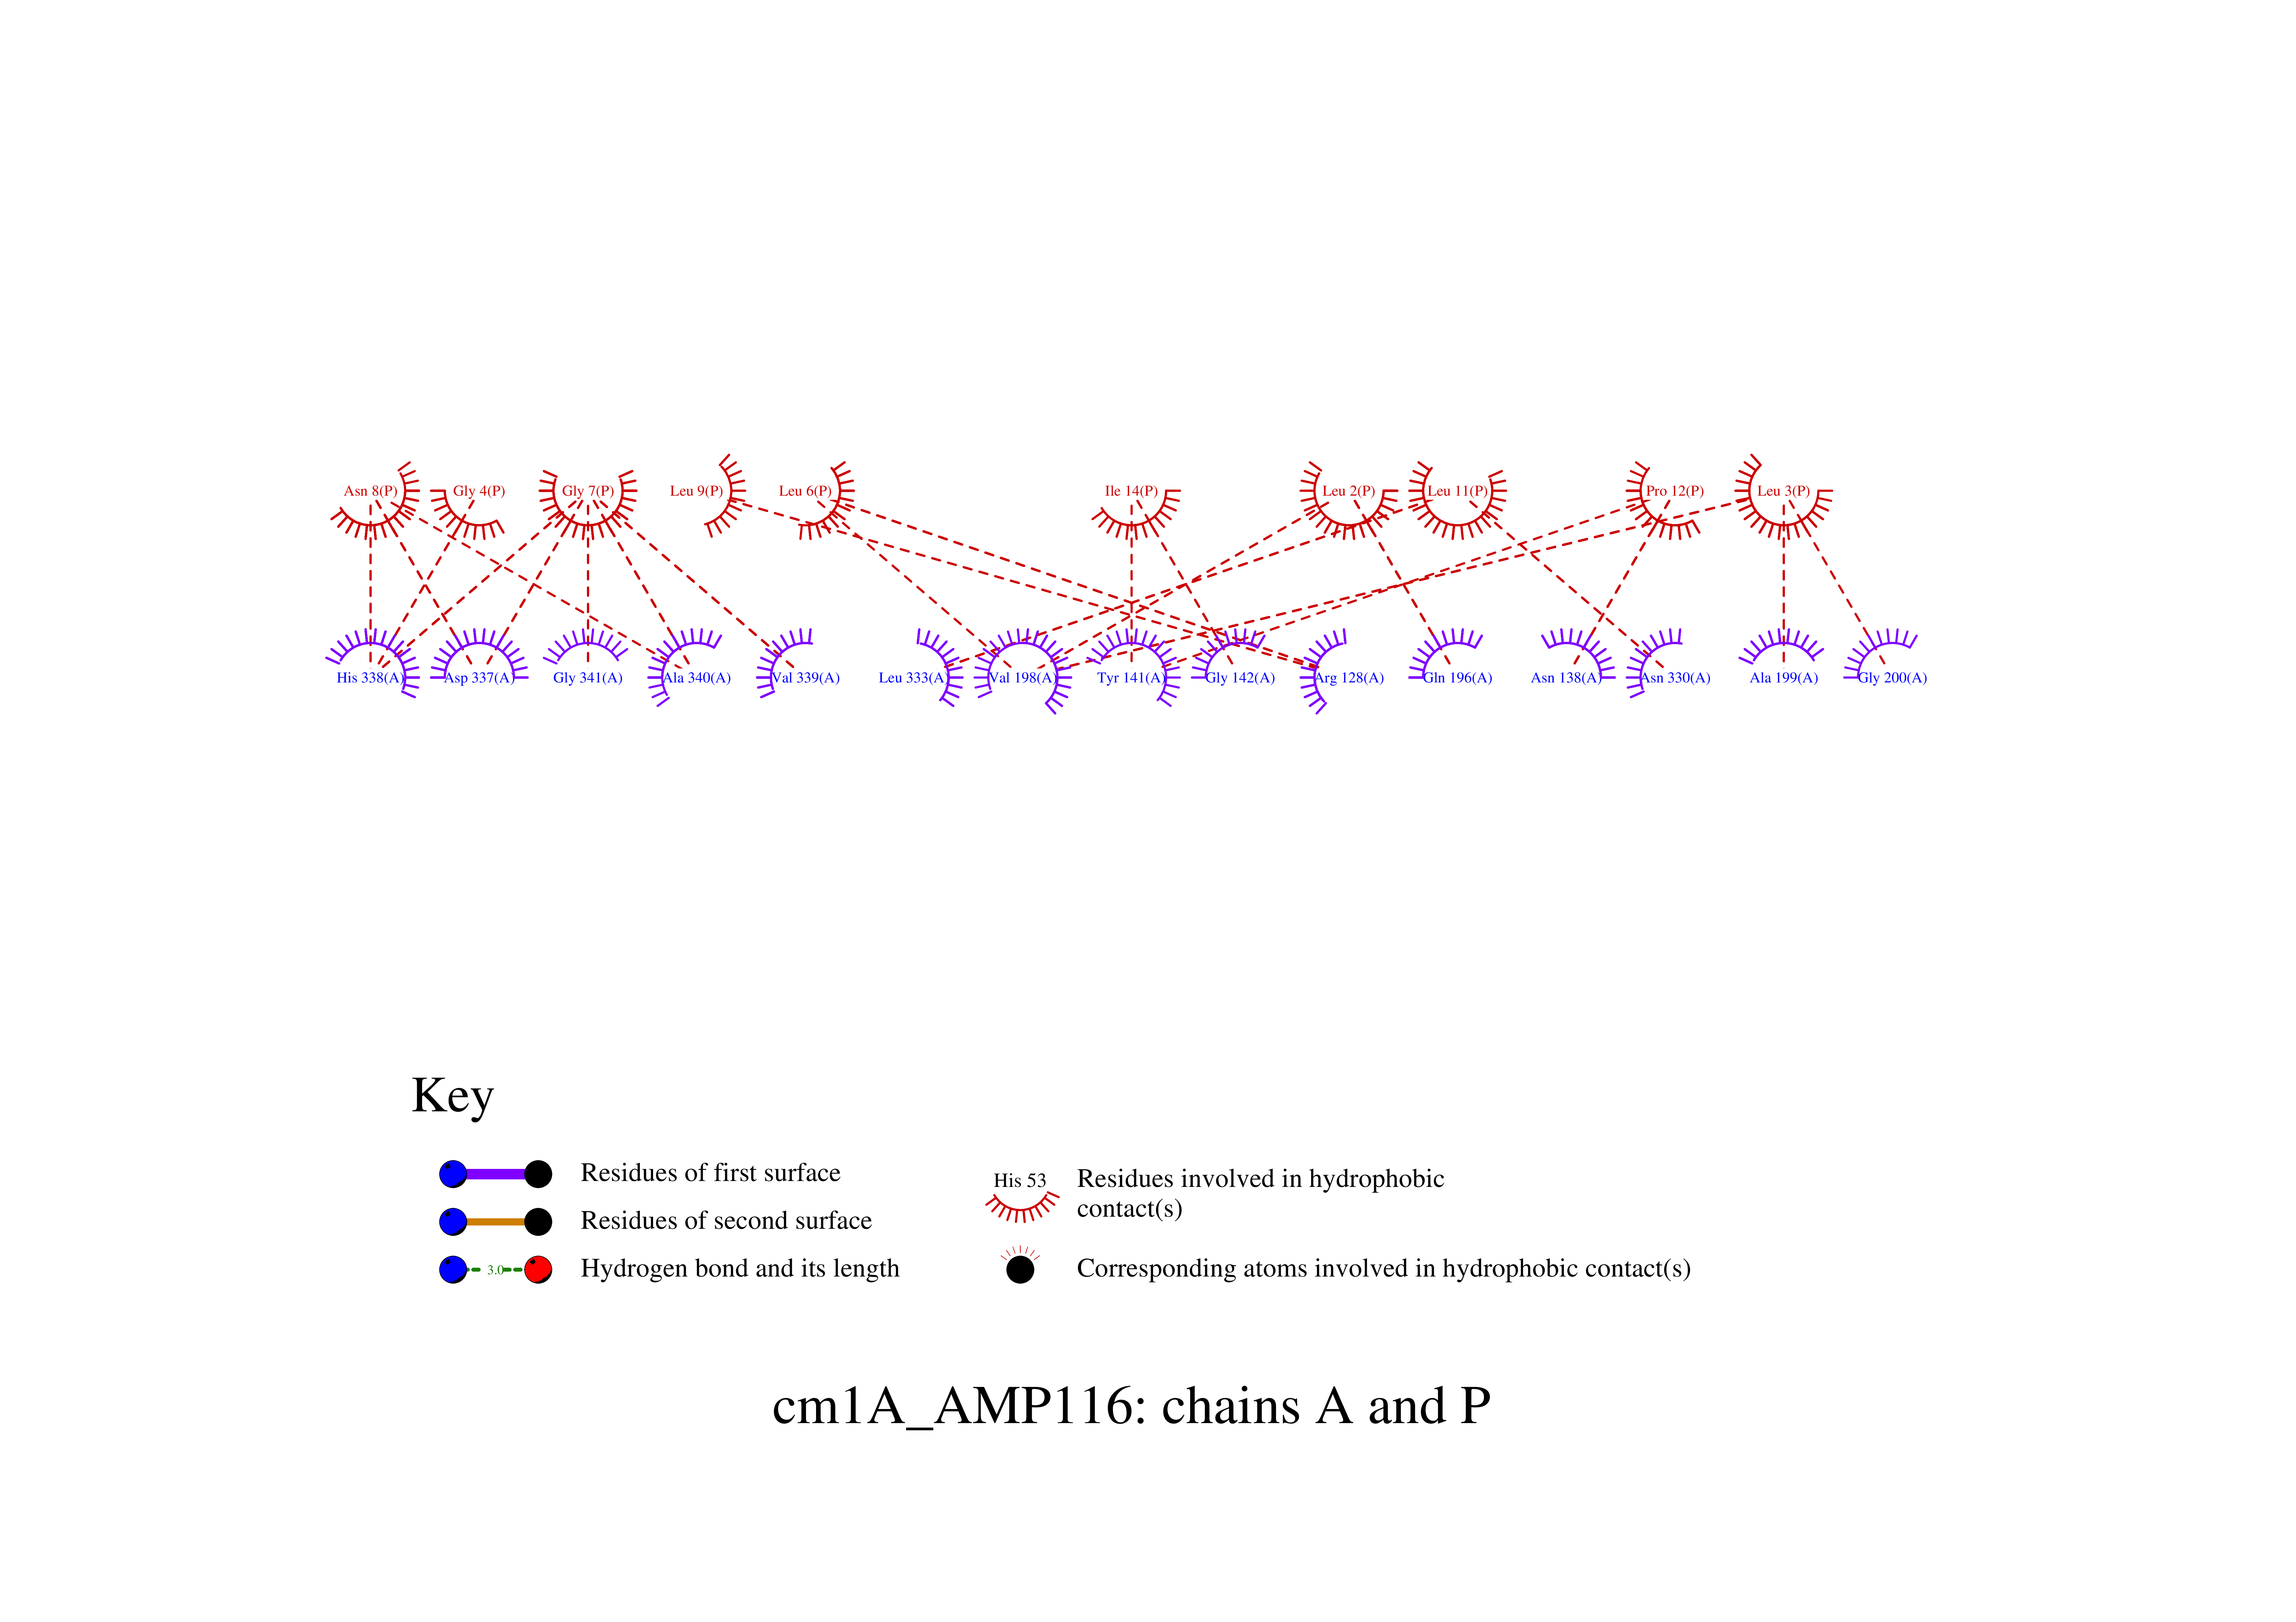 Asn 8(P) Gly 4(P) Gly 7(P) Leu 9(P) Leu 6(P) Ile 14(P) Leu 2(P) Leu 11(P) Pro 12(P) Leu 3(P)
His 338(A) Asp 337(A) Gly 341(A) Ala 340(A) Val 339(A) Leu 333(A) Val 198(A) Tyr 141(A) Gly 142(A) Arg 128(A) Gln 196(A) Asn 138(A) Asn 330(A) Ala 199(A) Gly 200(A)
Key
Residues of first surface
Residues of second surface
3.0 Hydrogen bond and its length
His 53 Residues involved in hydrophobic
contact(s)
Corresponding atoms involved in hydrophobic contact(s)
cm1A_AMP116: chains A and P